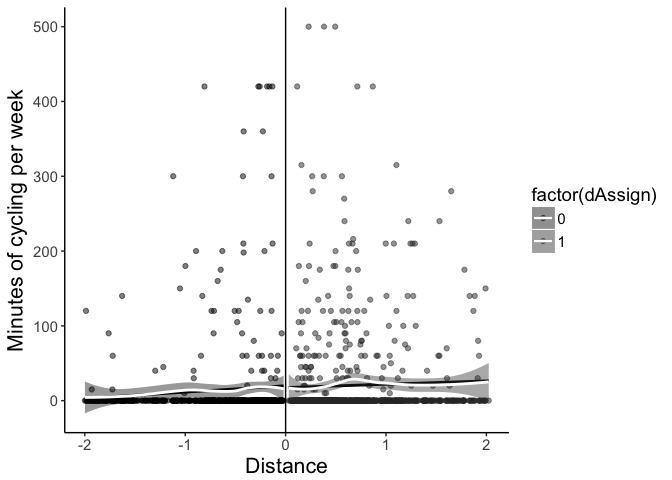 500
400
300
200
100
0
Minutes of cycling per week
-2 -1 0 1 2
Distance
factor(dAssign)
0
1